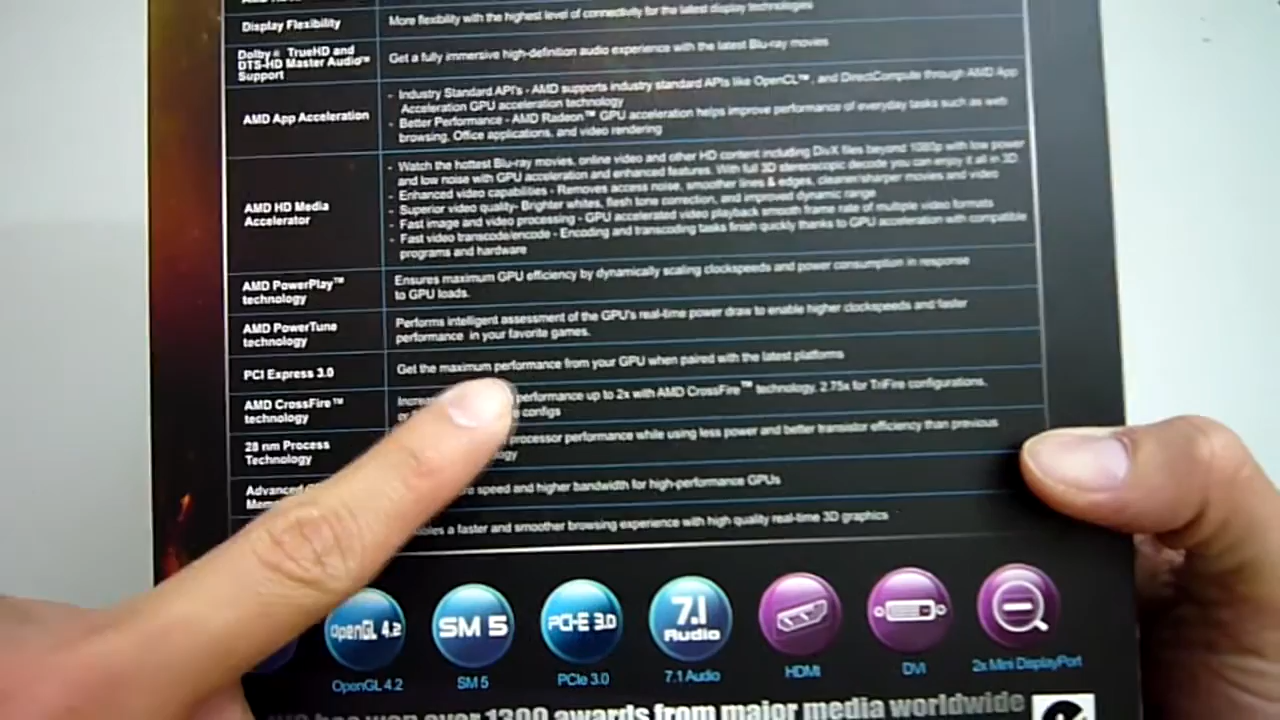 Display Flexibility
More flexibility with the highest level of connectivity for the latest display technologies
Dolby® TrueHD and
DTS-HD Master Audio™
Support
Get a fully immersive high-definition audio experience with the latest Blu-ray movies
AMD App Acceleration
- Industry Standard API's - AMD supports industry standard APIs like OpenCL™, and DirectCompute through AMD App
Acceleration GPU acceleration technology
- Better Performance - AMD Radeon™ GPU acceleration helps improve performance of everyday tasks such as web
browsing, Office applications, and video rendering
AMD HD Media
Accelerator
- Watch the hottest Blu-ray movies, online video and other HD content including DivX files beyond 1080p with low power
and low noise with GPU acceleration and enhanced features. With full 3D stereoscopic decode you can enjoy it all in 3D
- Enhanced video capabilities - Removes access noise, smoother lines & edges, cleaner/sharper movies and video
- Superior video quality- Brighter whites, flesh tone correction, and improved dynamic range
- Fast image and video processing - GPU accelerated video playback smooth frame rate of multiple video formats
- Fast video transcode/encode - Encoding and transcoding tasks finish quickly thanks to GPU acceleration with compatible
programs and hardware
AMD PowerPlay™
technology
Ensures maximum GPU efficiency by dynamically scaling clockspeeds and power consumption in response
to GPU loads.
AMD PowerTune
technology
Performs intelligent assessment of the GPU's real-time power draw to enable higher clockspeeds and faster
performance in your favorite games.
PCI Express 3.0
Get the maximum performance from your GPU when paired with the latest platforms
AMD CrossFire™
technology
performance up to 2x with AMD CrossFire™ technology, 2.75x for TriFire configurations,
configs
28 nm Process
Technology
processor performance while using less power and better transistor efficiency than previous
Advanced
speed and higher bandwidth for high-performance GPUs
a faster and smoother browsing experience with high quality real-time 3D graphics
OpenGL 4.2
SM 5
PCI-E 3.0
7.1
Audio
OpenGL 4.2
SM 5
PCIe 3.0
7.1 Audio
HDMI
DVI
2x Mini DisplayPort
has won over 1300 awards from major media worldwide